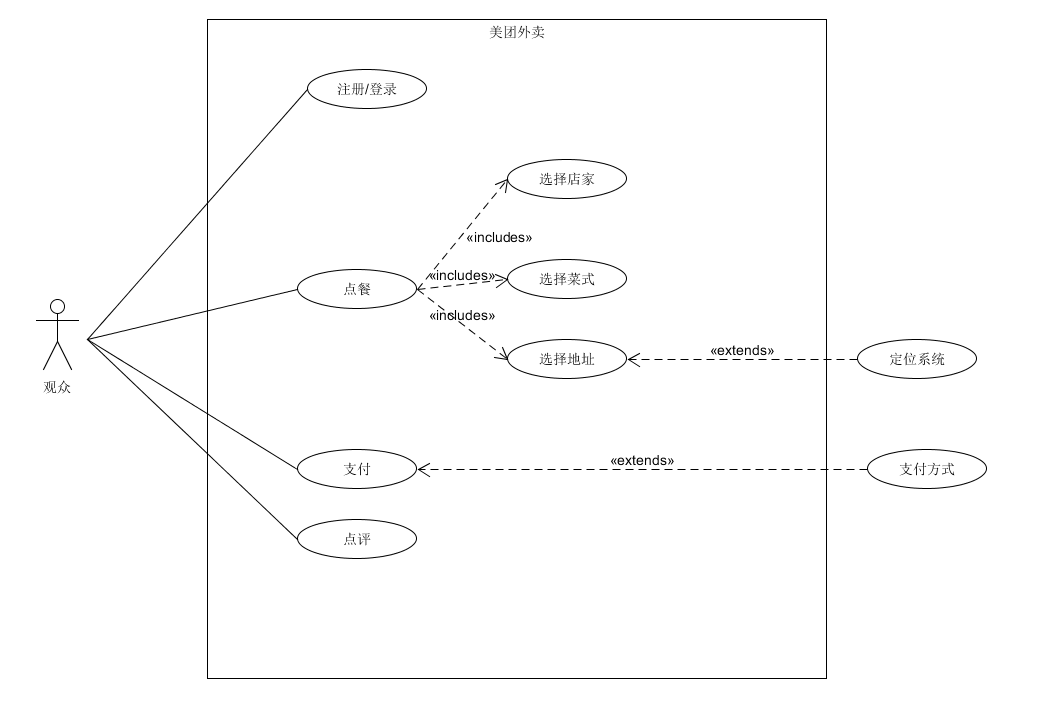 美团外卖
注册/登录
选择店家
«includes»
«includes»
选择菜式
点餐
«includes»
选择地址
«extends»
定位系统
观众
支付
«extends»
支付方式
点评